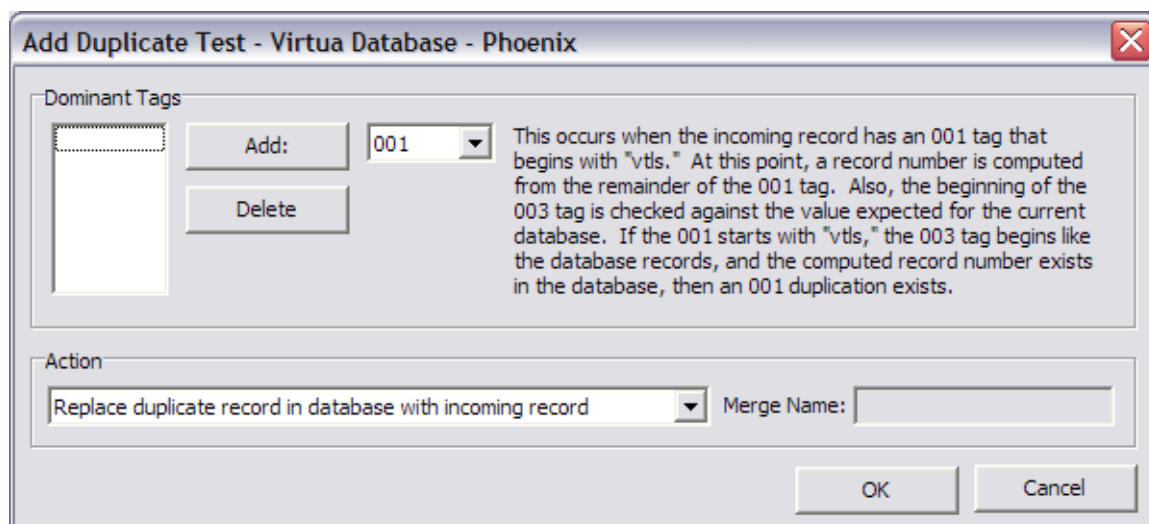 Add Duplicate Test - Virtua Database - Phoenix
Dominant Tags
Add:
001
Delete
This occurs when the incoming record has an 001 tag that
begins with "vtls."  At this point, a record number is computed
from the remainder of the 001 tag.  Also, the beginning of the
003 tag is checked against the value expected for the current
database.  If the 001 starts with "vtls," the 003 tag begins like
the database records, and the computed record number exists
in the database, then an 001 duplication exists.
Action
Replace duplicate record in database with incoming record
Merge Name:
OK
Cancel